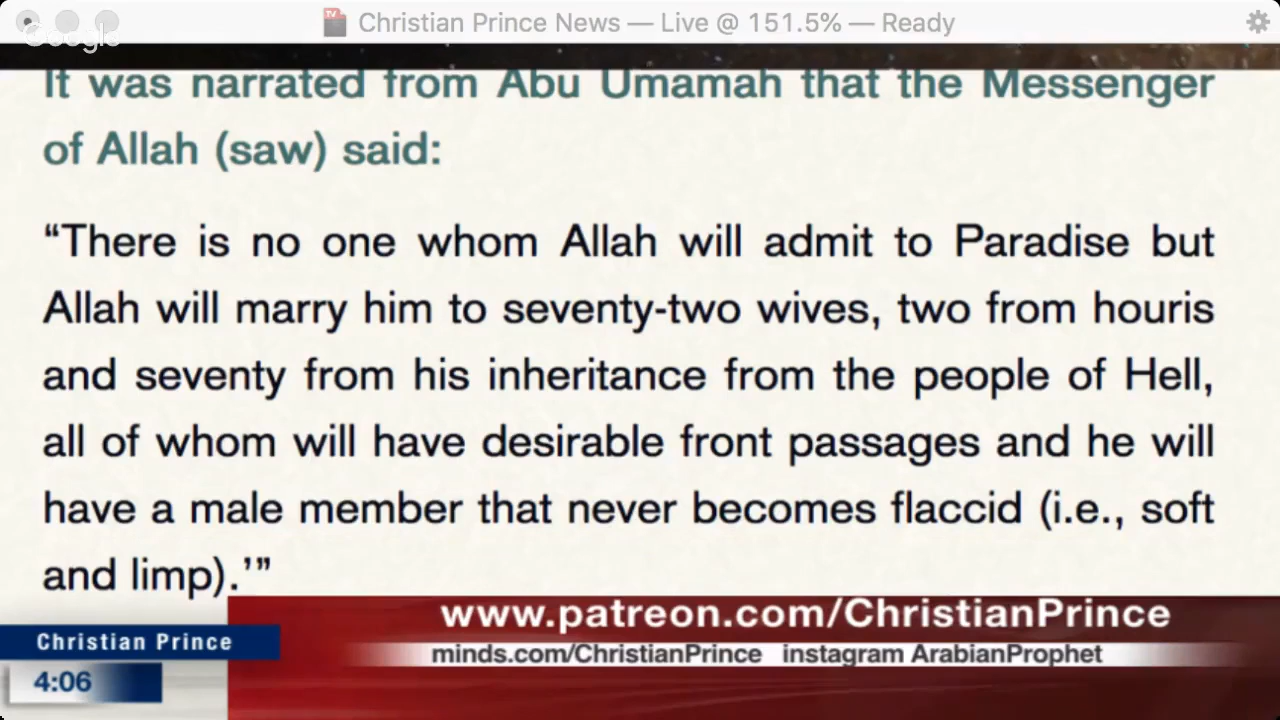 Christian Prince News — Live @ 151.5% — Ready
Google
It was narrated from Abu Umamah that the Messenger
of Allah (saw) said:
“There is no one whom Allah will admit to Paradise but
Allah will marry him to seventy-two wives, two from houris
and seventy from his inheritance from the people of Hell,
all of whom will have desirable front passages and he will
have a male member that never becomes flaccid (i.e., soft
and limp).’”
www.patreon.com/ChristianPrince
Christian Prince
minds.com/ChristianPrince instagram ArabianProphet
4:06